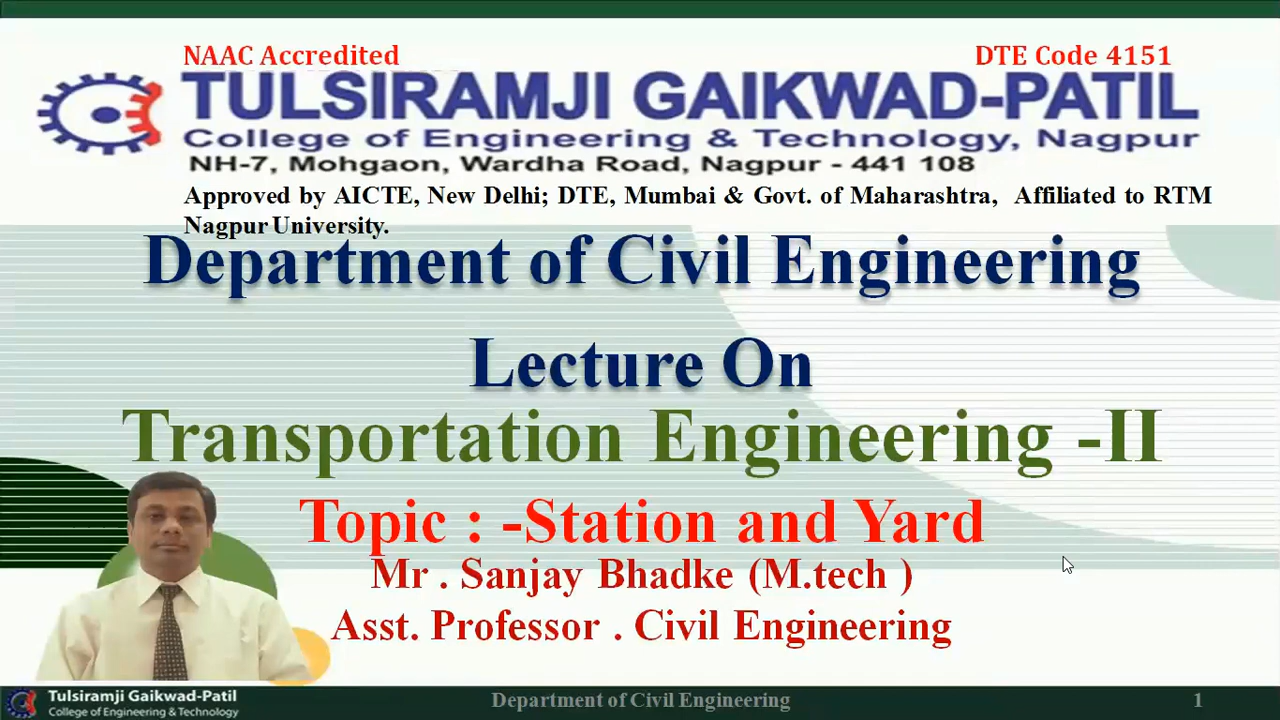 NAAC Accredited DTE Code 4151
TULSIRAMJI GAIKWAD-PATIL
College of Engineering & Technology, Nagpur
NH-7, Mohgaon, Wardha Road, Nagpur - 441 108
Approved by AICTE, New Delhi; DTE, Mumbai & Govt. of Maharashtra, Affiliated to RTM
Nagpur University.
Department of Civil Engineering
Lecture On
Transportation Engineering -II
Topic : -Station and Yard
Mr . Sanjay Bhadke (M.tech )
Asst. Professor . Civil Engineering
Tulsiramji Gaikwad-Patil
College of Engineering & Technology
Department of Civil Engineering
1